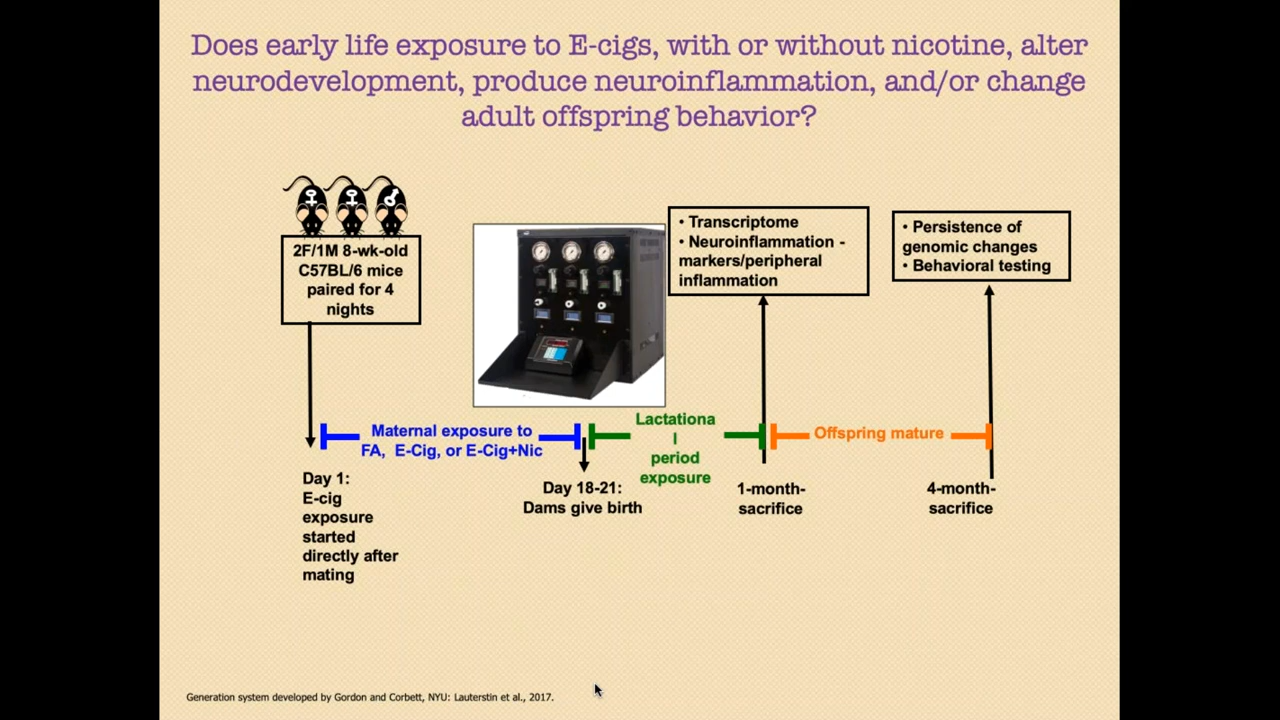 Does early life exposure to E-cigs, with or without nicotine, alter
neurodevelopment, produce neuroinflammation, and/or change
adult offspring behavior?
2F/1M 8-wk-old
C57BL/6 mice
paired for 4
nights
• Transcriptome
• Neuroinflammation -
markers/peripheral
inflammation
• Persistence of
genomic changes
• Behavioral testing
Maternal exposure to
FA, E-Cig, or E-Cig+Nic
Lactationa
l
period
exposure
Offspring mature
Day 1:
E-cig
exposure
started
directly after
mating
Day 18-21:
Dams give birth
1-month-
sacrifice
4-month-
sacrifice
Generation system developed by Gordon and Corbett, NYU: Lauterstin et al., 2017.